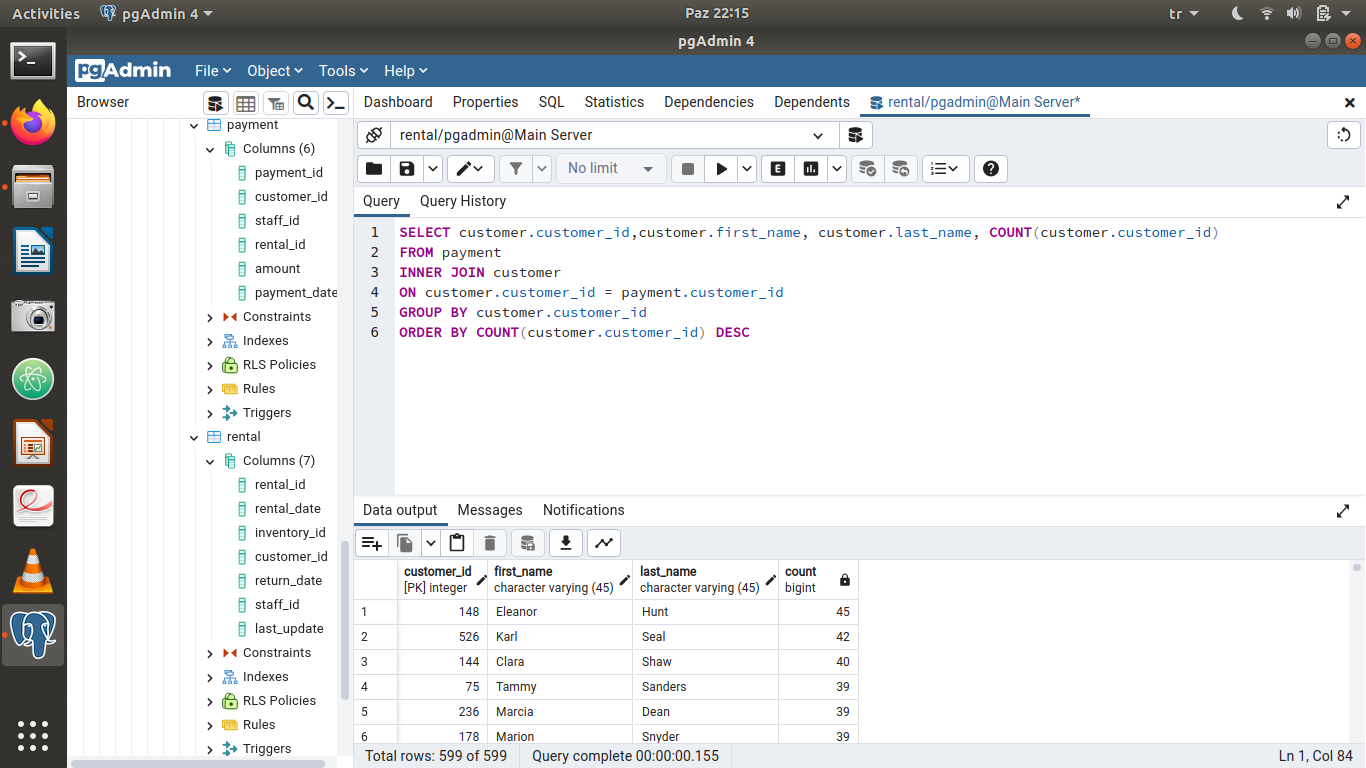 Activities pgAdmin 4 Paz 22:15 tr
pgAdmin 4
pgAdmin File Object Tools Help
Browser
Dashboard Properties SQL Statistics Dependencies Dependents rental/pgadmin@Main Server*
payment
Columns (6)
payment_id
customer_id
staff_id
rental_id
amount
payment_date
Constraints
Indexes
RLS Policies
Rules
Triggers
rental
Columns (7)
rental_id
rental_date
inventory_id
customer_id
return_date
staff_id
last_update
Constraints
Indexes
RLS Policies
Rules
Triggers
rental/pgadmin@Main Server
No limit
E
Query Query History
1 SELECT customer.customer_id,customer.first_name, customer.last_name, COUNT(customer.customer_id)
2 FROM payment
3 INNER JOIN customer
4 ON customer.customer_id = payment.customer_id
5 GROUP BY customer.customer_id
6 ORDER BY COUNT(customer.customer_id) DESC
Data output Messages Notifications
customer_id first_name last_name count
[PK] integer character varying (45) character varying (45) bigint
1 148 Eleanor Hunt 45
2 526 Karl Seal 42
3 144 Clara Shaw 40
4 75 Tammy Sanders 39
5 236 Marcia Dean 39
6 178 Marion Snyder 39
Total rows: 599 of 599 Query complete 00:00:00.155 Ln 1, Col 84